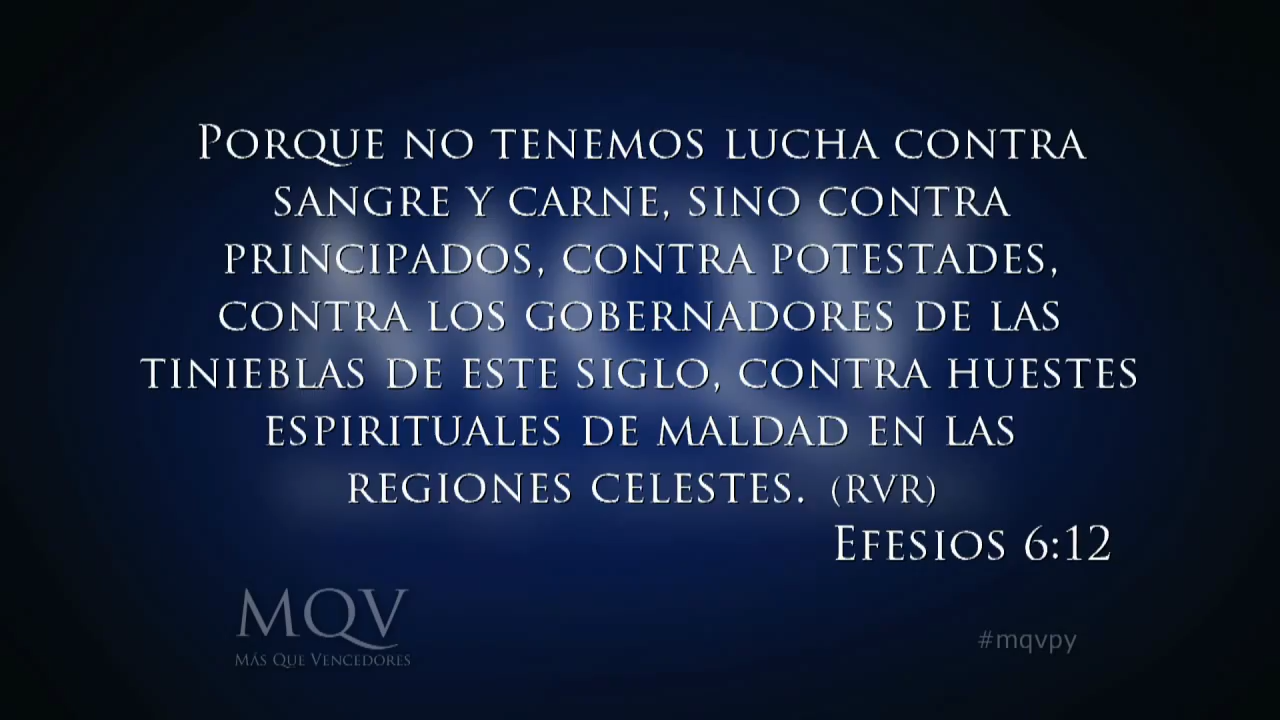 Porque no tenemos lucha contra
sangre y carne, sino contra
principados, contra potestades,
contra los gobernadores de las
tinieblas de este siglo, contra huestes
espirituales de maldad en las
regiones celestes. (RVR)
Efesios 6:12
MQV
Más Que Vencedores
#mqvpy